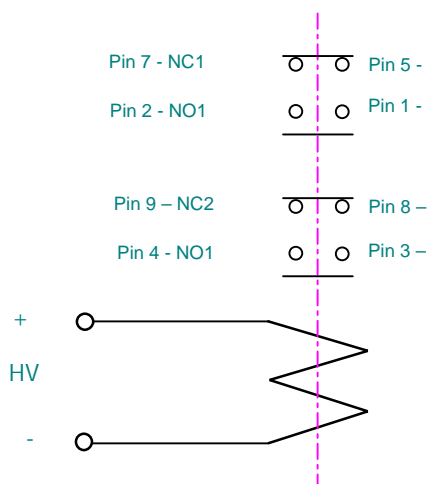 Pin 7 - NC1 Pin 5 -
Pin 2 - NO1 Pin 1 -
Pin 9 – NC2 Pin 8 –
Pin 4 - NO1 Pin 3 –
+
HV
-